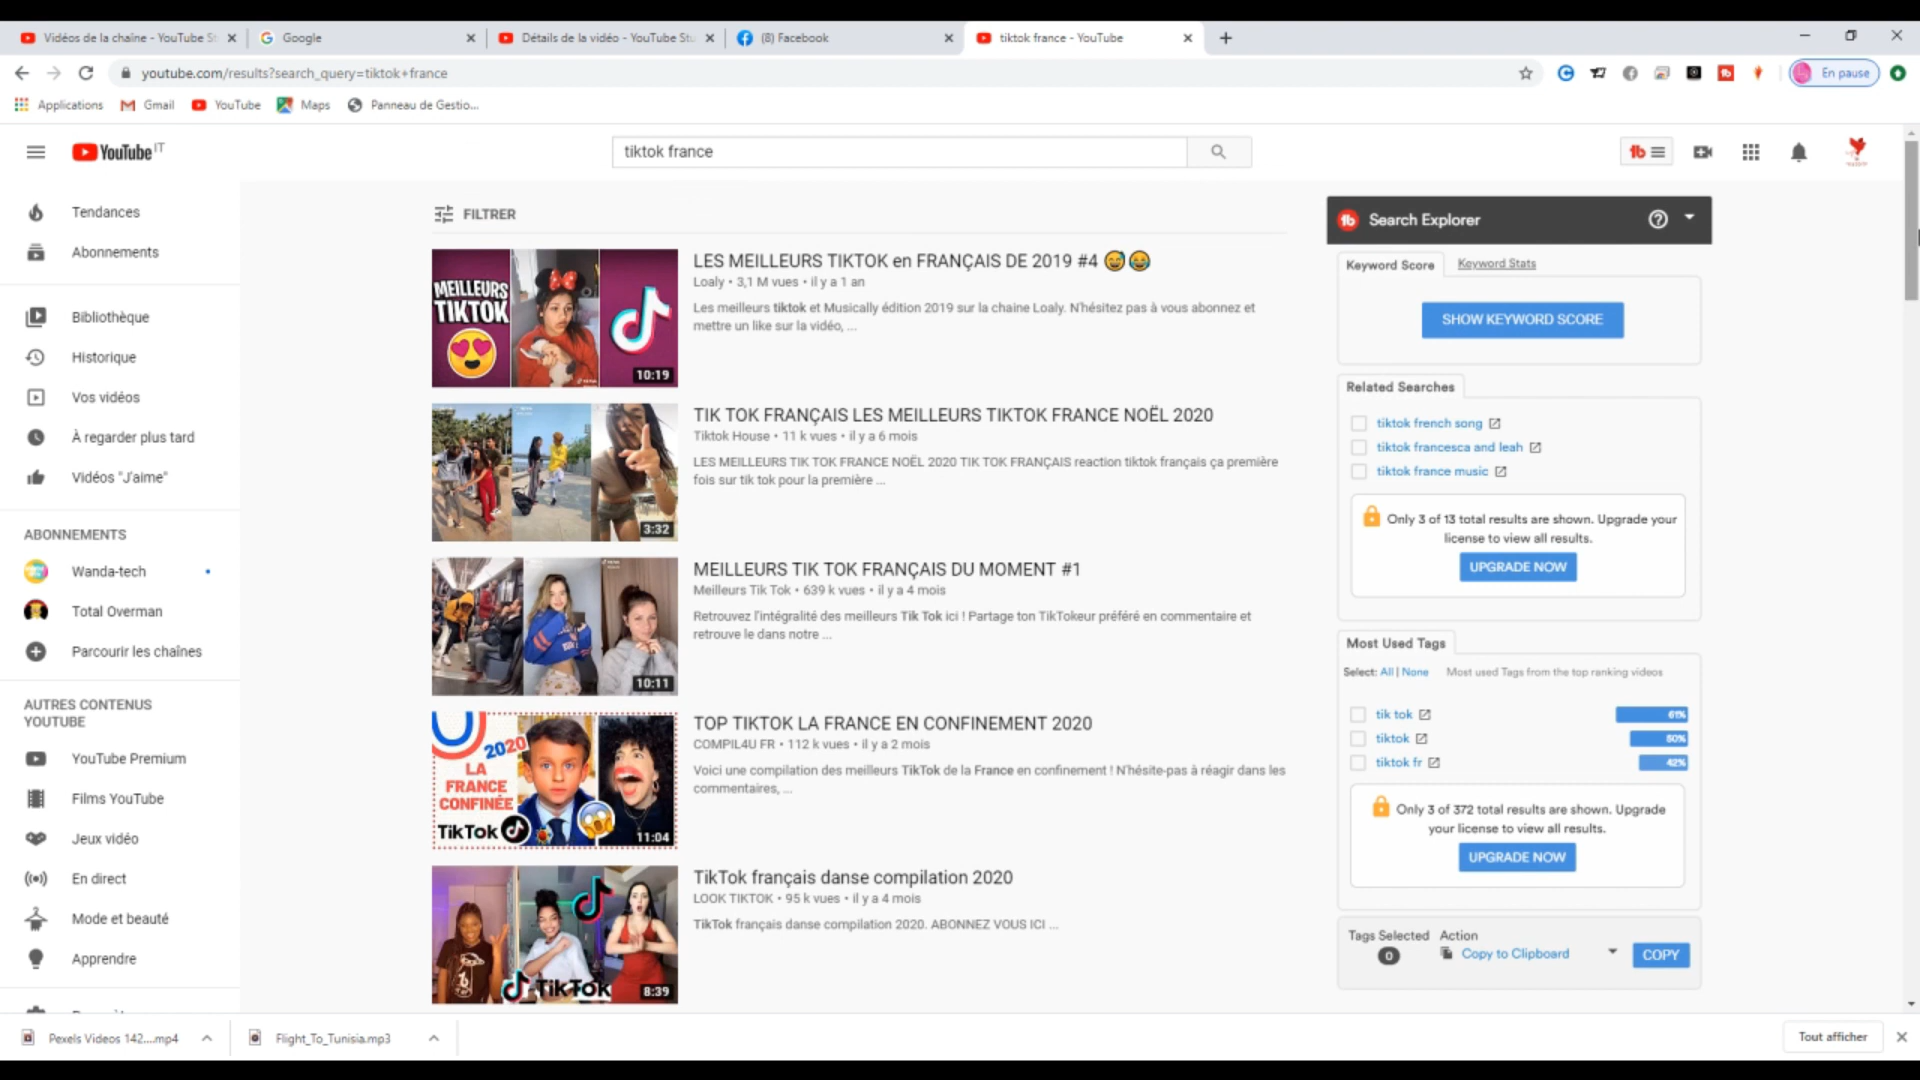 Vidéos de la chaîne - YouTube St
Google
Détails de la vidéo - YouTube Stu
(8) Facebook
tiktok france - YouTube
youtube.com/results?search_query=tiktok+france
En pause
Applications
Gmail
YouTube
Maps
Panneau de Gestio...
YouTube IT
tiktok france
Tendances
Abonnements
Bibliothèque
Historique
Vos vidéos
À regarder plus tard
Vidéos "J'aime"
ABONNEMENTS
Wanda-tech
Total Overman
Parcourir les chaînes
AUTRES CONTENUS
YOUTUBE
YouTube Premium
Films YouTube
Jeux vidéo
En direct
Mode et beauté
Apprendre
FILTRER
MEILLEURS
TIKTOK
10:19
LES MEILLEURS TIKTOK en FRANÇAIS DE 2019 #4 😅😂
Loaly • 3,1 M vues • il y a 1 an
Les meilleurs tiktok et Musically édition 2019 sur la chaine Loaly. N'hésitez pas à vous abonnez et
mettre un like sur la vidéo, ...
3:32
TIK TOK FRANÇAIS LES MEILLEURS TIKTOK FRANCE NOËL 2020
Tiktok House • 11 k vues • il y a 6 mois
LES MEILLEURS TIK TOK FRANCE NOËL 2020 TIK TOK FRANÇAIS reaction tiktok français ça première
fois sur tik tok pour la première ...
10:11
MEILLEURS TIK TOK FRANÇAIS DU MOMENT #1
Meilleurs Tik Tok • 639 k vues • il y a 4 mois
Retrouvez l'intégralité des meilleurs Tik Tok ici ! Partage ton TikTokeur préféré en commentaire et
retrouve le dans notre ...
2020
LA
FRANCE
CONFINÉE
TikTok
11:04
TOP TIKTOK LA FRANCE EN CONFINEMENT 2020
COMPIL4U FR • 112 k vues • il y a 2 mois
Voici une compilation des meilleurs TikTok de la France en confinement ! N'hésite-pas à réagir dans les
commentaires, ...
TikTok
8:39
TikTok français danse compilation 2020
LOOK TIKTOK • 95 k vues • il y a 4 mois
TikTok français danse compilation 2020. ABONNEZ VOUS ICI ...
Search Explorer
Keyword Score
Keyword Stats
SHOW KEYWORD SCORE
Related Searches
tiktok french song
tiktok francesca and leah
tiktok france music
Only 3 of 13 total results are shown. Upgrade your
license to view all results.
UPGRADE NOW
Most Used Tags
Select: All | None
Most used Tags from the top ranking videos
tik tok
61%
tiktok
50%
tiktok fr
42%
Only 3 of 372 total results are shown. Upgrade
your license to view all results.
UPGRADE NOW
Tags Selected
0
Action
Copy to Clipboard
COPY
Pexels Videos 142....mp4
Flight_To_Tunisia.mp3
Tout afficher